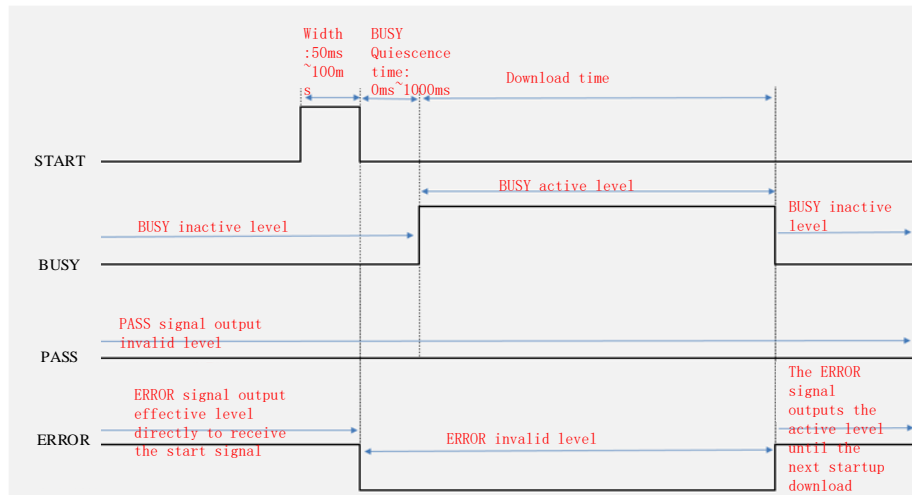 Width
:50ms
~100m
s
BUSY
Quiescence
time:
0ms~1000ms
Download time
START
BUSY active level
BUSY inactive level
BUSY inactive
level
BUSY
PASS signal output
invalid level
PASS
ERROR signal output
effective level
directly to receive
the start signal
ERROR
ERROR invalid level
The ERROR
signal
outputs the
active level
until the
next startup
download